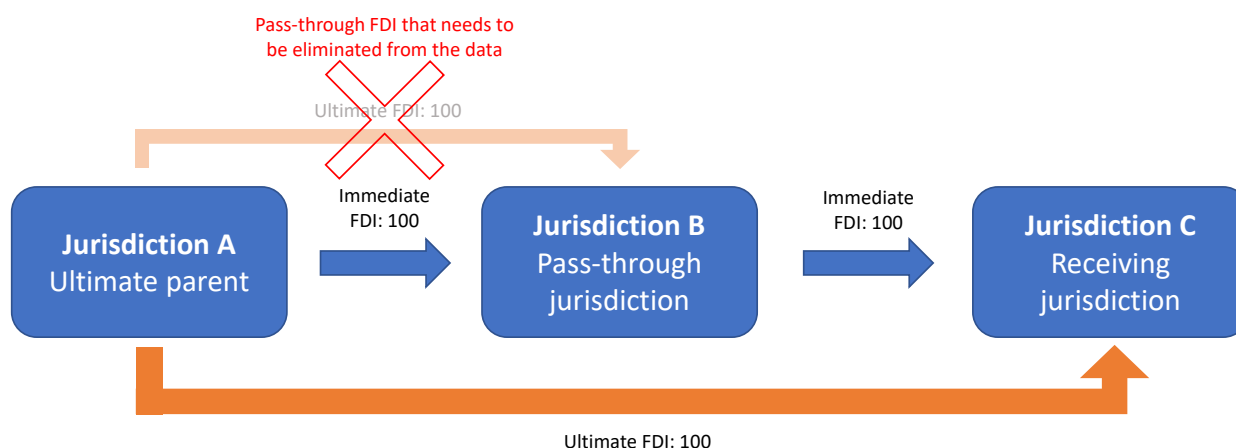 Pass-through FDI that needs to
be eliminated from the data
Ultimate FDI: 100
Immediate
FDI: 100
Immediate
FDI: 100
Jurisdiction A
Ultimate parent
Jurisdiction B
Pass-through
jurisdiction
Jurisdiction C
Receiving
jurisdiction
Ultimate FDI: 100